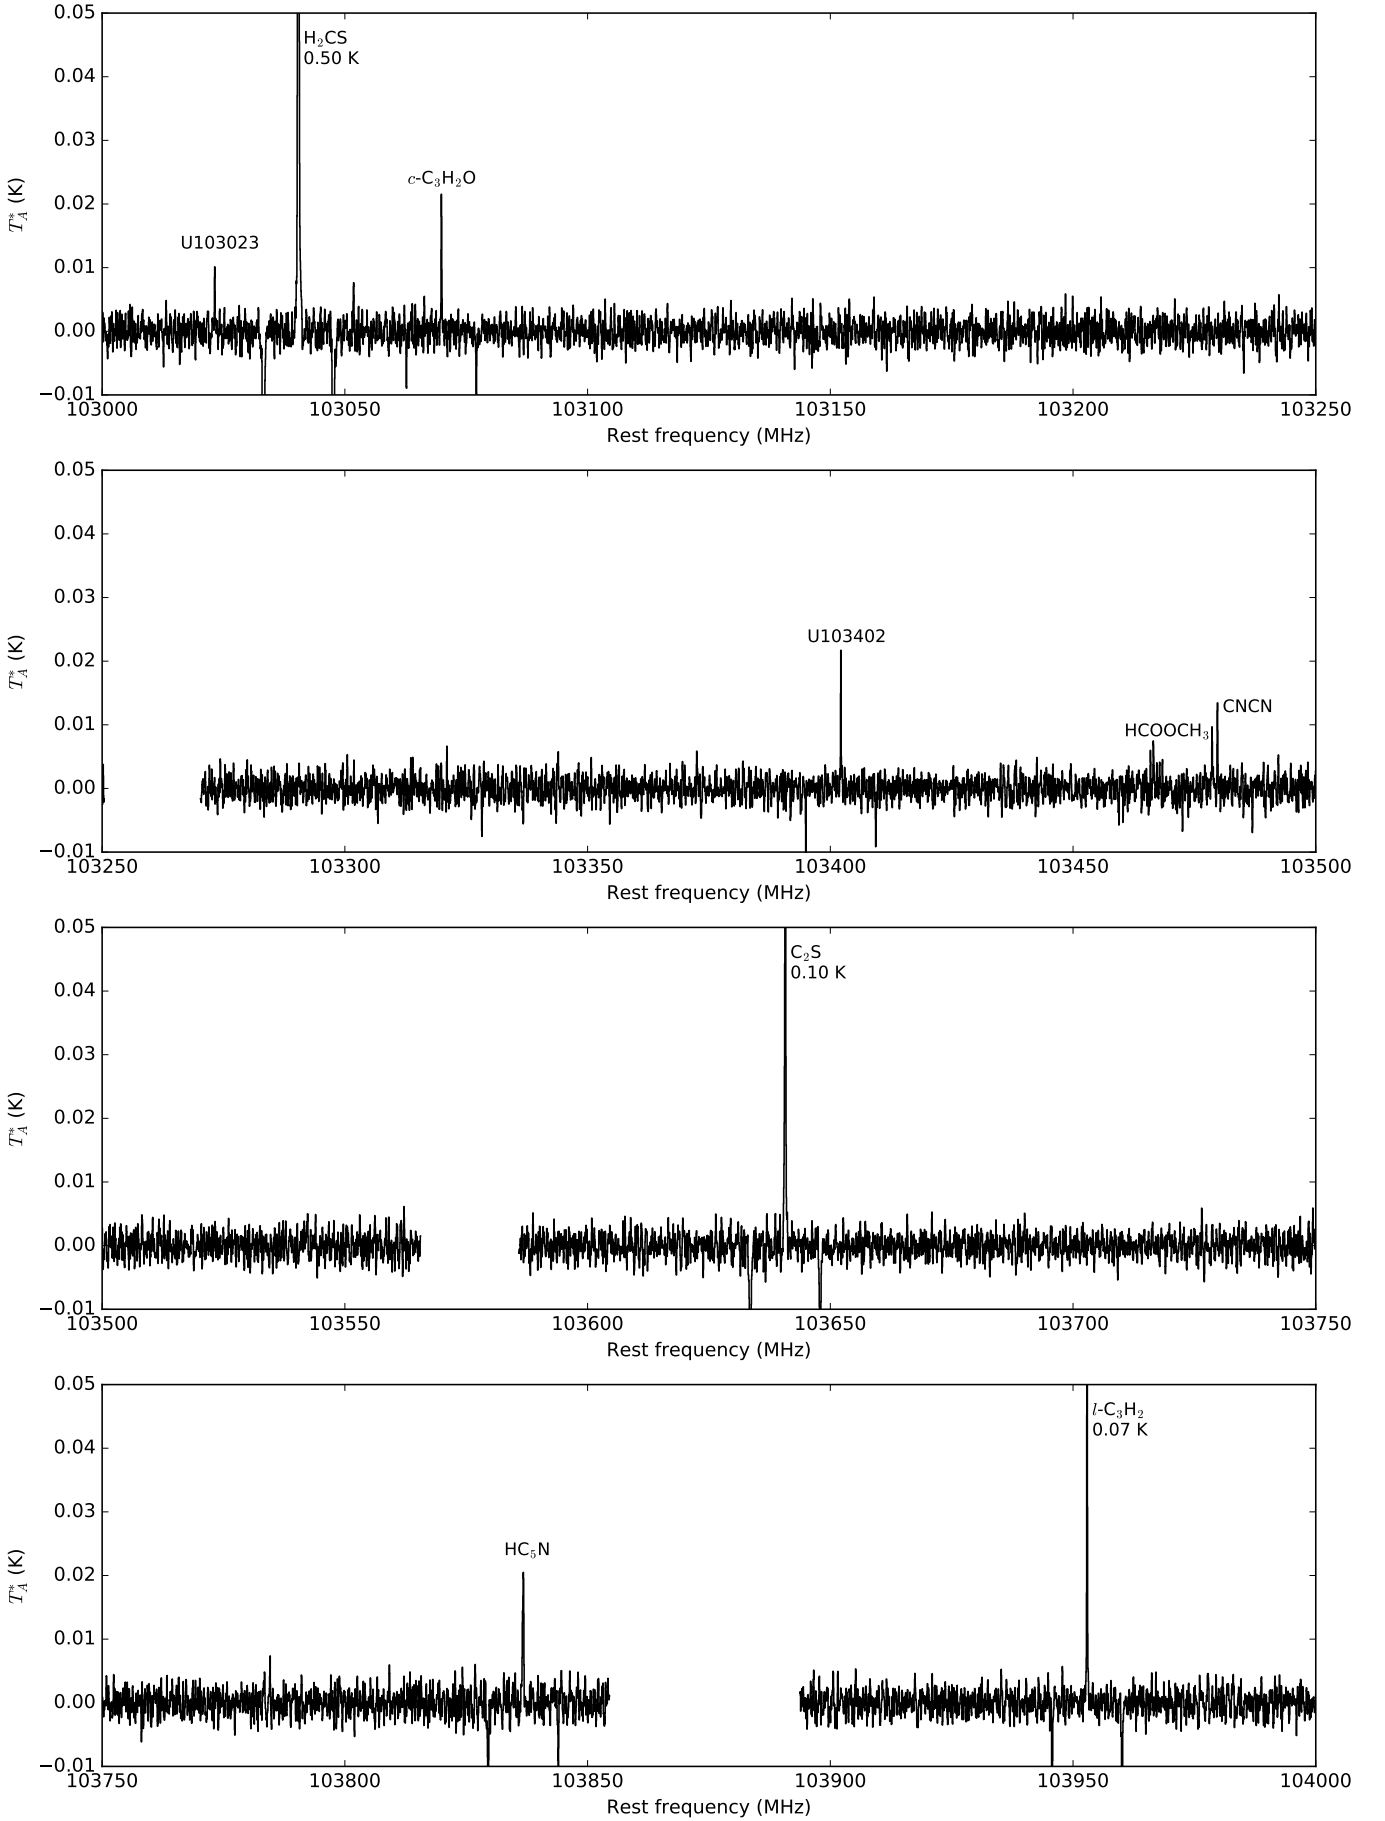 0.05
0.04
0.03
0.02
0.01
0.00
−0.01
T*A (K)
H2CS
0.50 K
c-C3H2O
U103023
103000 103050 103100 103150 103200 103250
Rest frequency (MHz)
0.05
0.04
0.03
0.02
0.01
0.00
−0.01
T*A (K)
U103402
CNCN
HCOOCH3
103250 103300 103350 103400 103450 103500
Rest frequency (MHz)
0.05
0.04
0.03
0.02
0.01
0.00
−0.01
T*A (K)
C2S
0.10 K
103500 103550 103600 103650 103700 103750
Rest frequency (MHz)
0.05
0.04
0.03
0.02
0.01
0.00
−0.01
T*A (K)
l-C3H2
0.07 K
HC5N
103750 103800 103850 103900 103950 104000
Rest frequency (MHz)